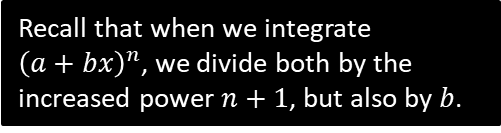 Recall that when we integrate
(a + bx)ⁿ, we divide both by the
increased power n + 1, but also by b.